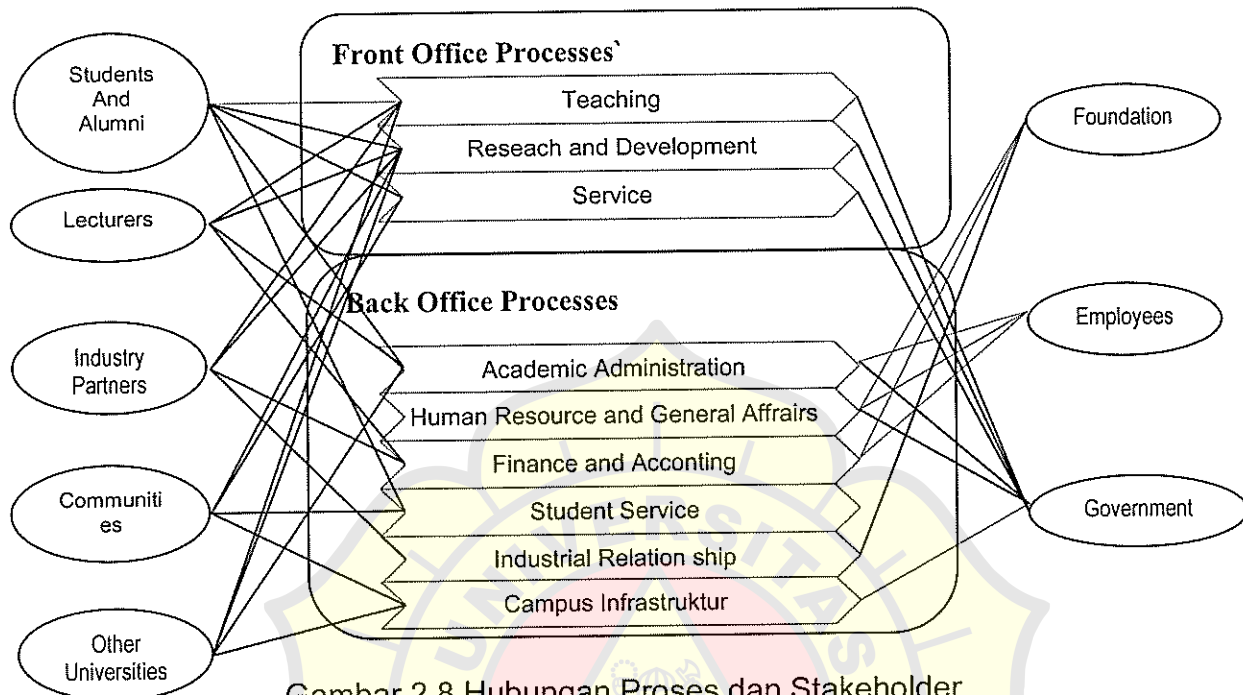 Front Office Processes`
Teaching
Reseach and Development
Service
Students
And
Alumni
Lecturers
Industry
Partners
Communiti
es
Other
Universities
Back Office Processes
Academic Administration
Human Resource and General Affrairs
Finance and Acconting
Student Service
Industrial Relation ship
Campus Infrastruktur
Foundation
Employees
Government
UNIVERSITAS
Gambar 2.8 Hubungan Proses dan Stakeholder